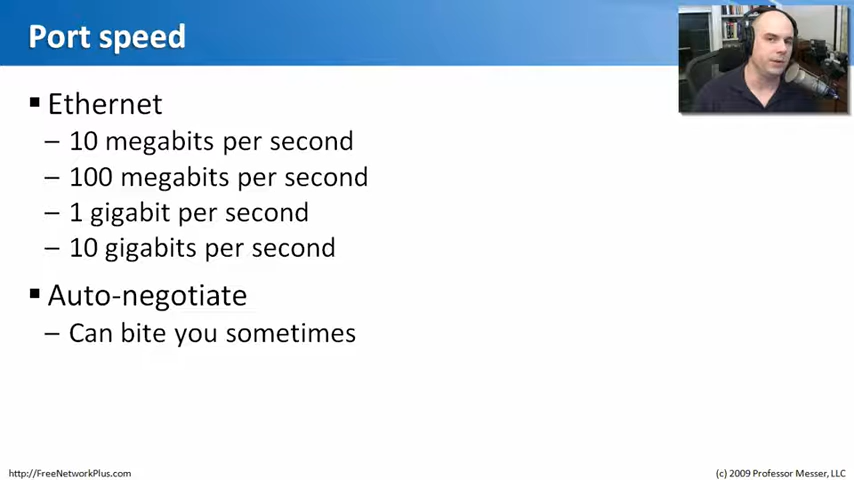 Port speed
▪ Ethernet
– 10 megabits per second
– 100 megabits per second
– 1 gigabit per second
– 10 gigabits per second
▪ Auto-negotiate
– Can bite you sometimes
http://FreeNetworkPlus.com
(c) 2009 Professor Messer, LLC